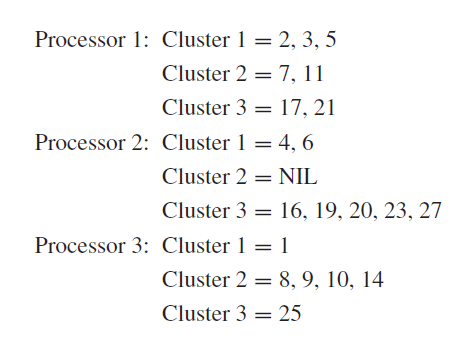 Processor 1: Cluster 1 = 2, 3, 5
Cluster 2 = 7, 11
Cluster 3 = 17, 21
Processor 2: Cluster 1 = 4, 6
Cluster 2 = NIL
Cluster 3 = 16, 19, 20, 23, 27
Processor 3: Cluster 1 = 1
Cluster 2 = 8, 9, 10, 14
Cluster 3 = 25